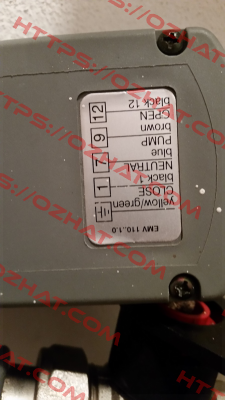 EMV 110..1.0
yellow/green
1 CLOSE
black 1
7 NEUTRAL
blue
9 PUMP
brown
12 OPEN
black 12
HTTPS://OZHAT.COM
HTTPS://OZHAT.COM
HTTPS://OZHAT.COM
HTTPS://OZHAT.COM